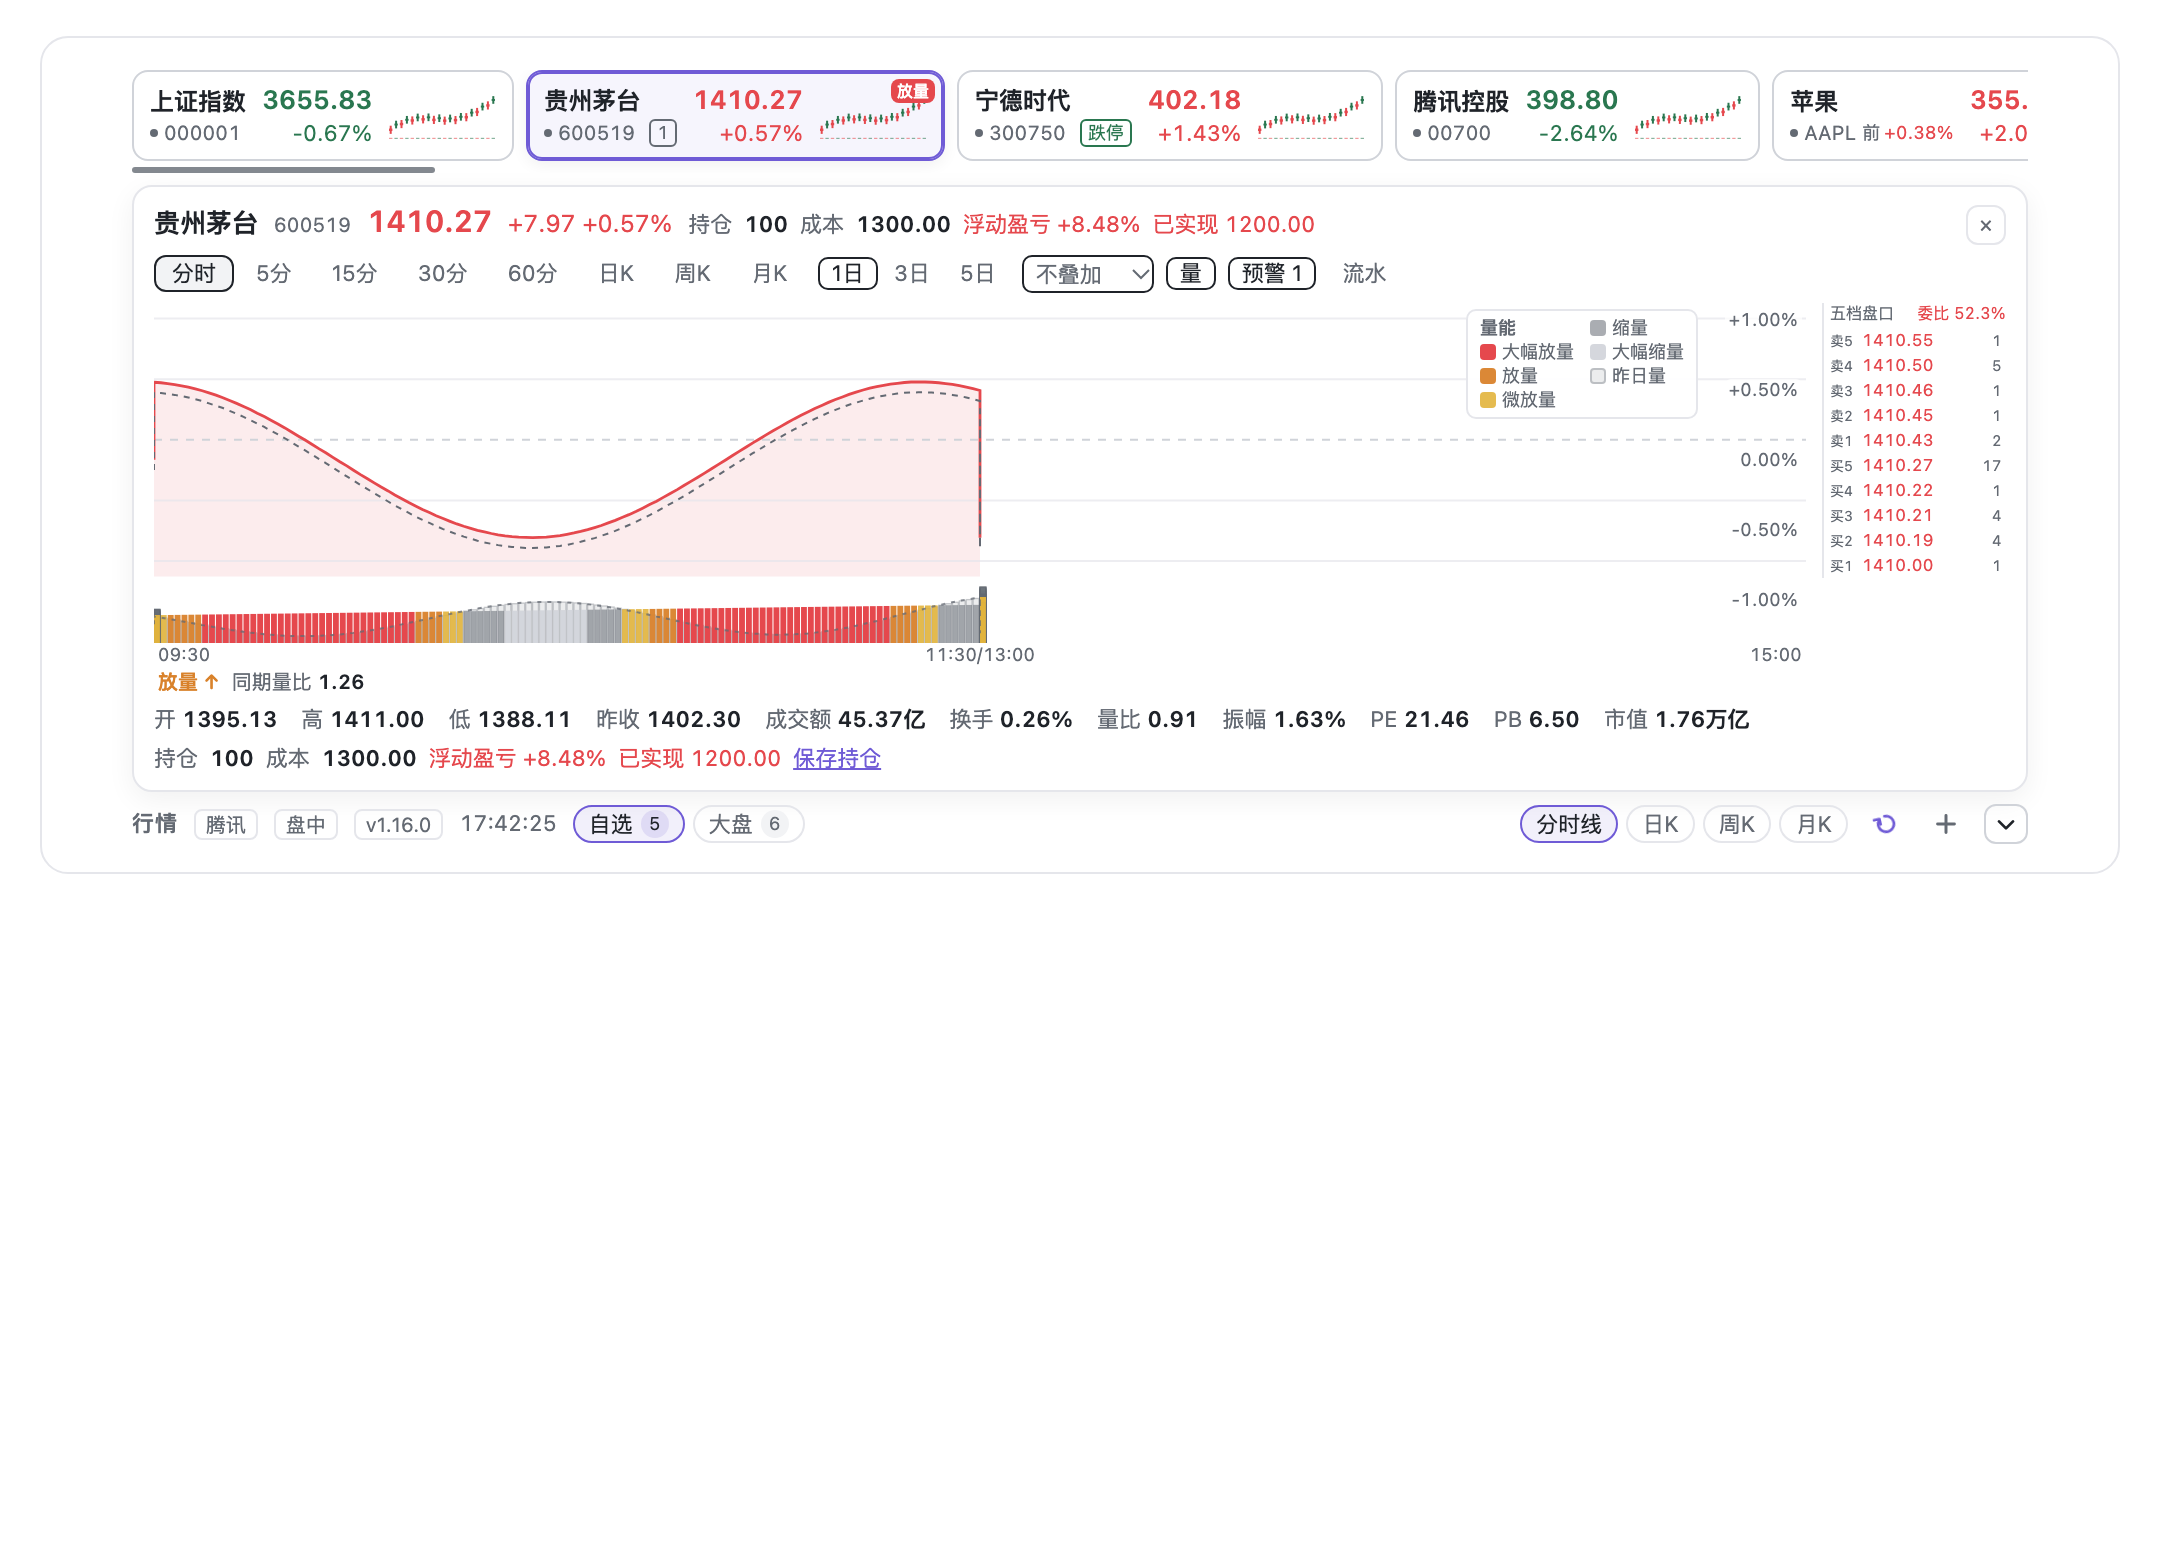 上证指数 3655.83
000001 -0.67%
贵州茅台 1410.27 放量
600519 1 +0.57%
宁德时代 402.18
300750 跌停 +1.43%
腾讯控股 398.80
00700 -2.64%
苹果 355.
AAPL 前+0.38% +2.0
贵州茅台 600519 1410.27 +7.97 +0.57% 持仓 100 成本 1300.00 浮动盈亏 +8.48% 已实现 1200.00 ×
分时 5分 15分 30分 60分 日K 周K 月K 1日 3日 5日 不叠加 量 预警 1 流水
量能 缩量
大幅放量 大幅缩量
放量 昨日量
微放量
+1.00%
+0.50%
0.00%
-0.50%
-1.00%
五档盘口 委比 52.3%
卖5 1410.55 1
卖4 1410.50 5
卖3 1410.46 1
卖2 1410.45 1
卖1 1410.43 2
买5 1410.27 17
买4 1410.22 1
买3 1410.21 4
买2 1410.19 4
买1 1410.00 1
09:30 11:30/13:00 15:00
放量 ↑ 同期量比 1.26
开 1395.13 高 1411.00 低 1388.11 昨收 1402.30 成交额 45.37亿 换手 0.26% 量比 0.91 振幅 1.63% PE 21.46 PB 6.50 市值 1.76万亿
持仓 100 成本 1300.00 浮动盈亏 +8.48% 已实现 1200.00 保存持仓
行情 腾讯 盘中 v1.16.0 17:42:25 自选 5 大盘 6 分时线 日K 周K 月K +